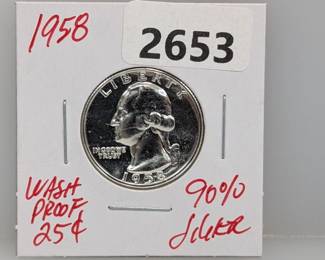 1958
2653
LIBERTY
IN GOD WE
TRUST
1958
WASH
PROOF
25¢
90%
SILVER